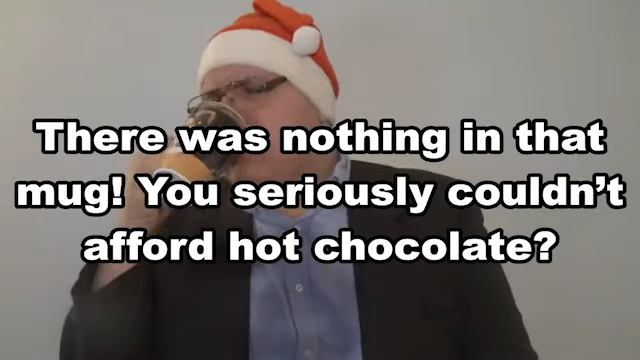 There was nothing in that
mug! You seriously couldn’t
afford hot chocolate?